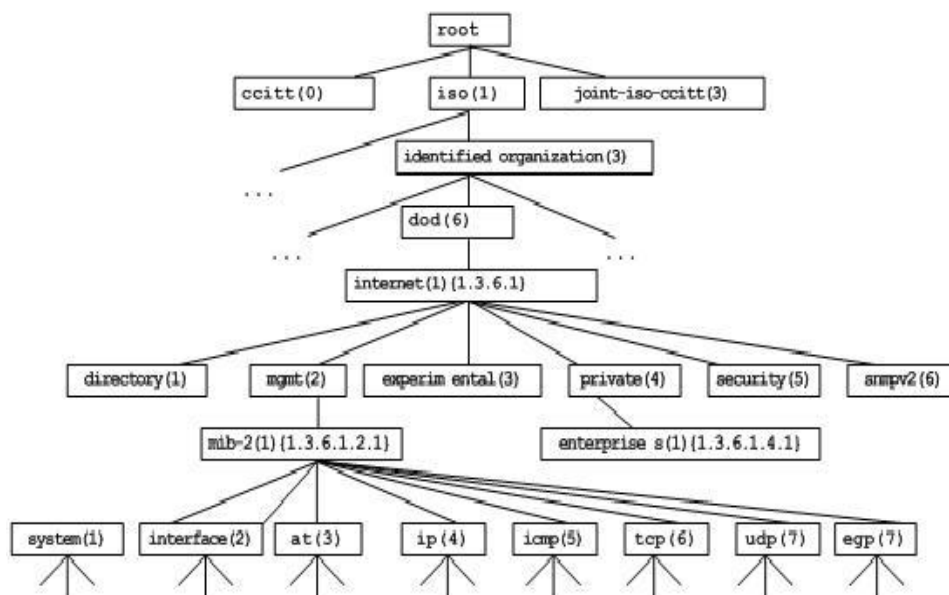 root
ccitt(0) iso(1) joint-iso-ccitt(3)
identified organization(3)
...
dod(6)
... ...
internet(1){1.3.6.1}
directory(1) mgmt(2) experim ental(3) private(4) security(5) snmpv2(6)
mib-2(1){1.3.6.1.2.1} enterprise s(1){1.3.6.1.4.1}
system(1) interface(2) at(3) ip(4) icmp(5) tcp(6) udp(7) egp(7)